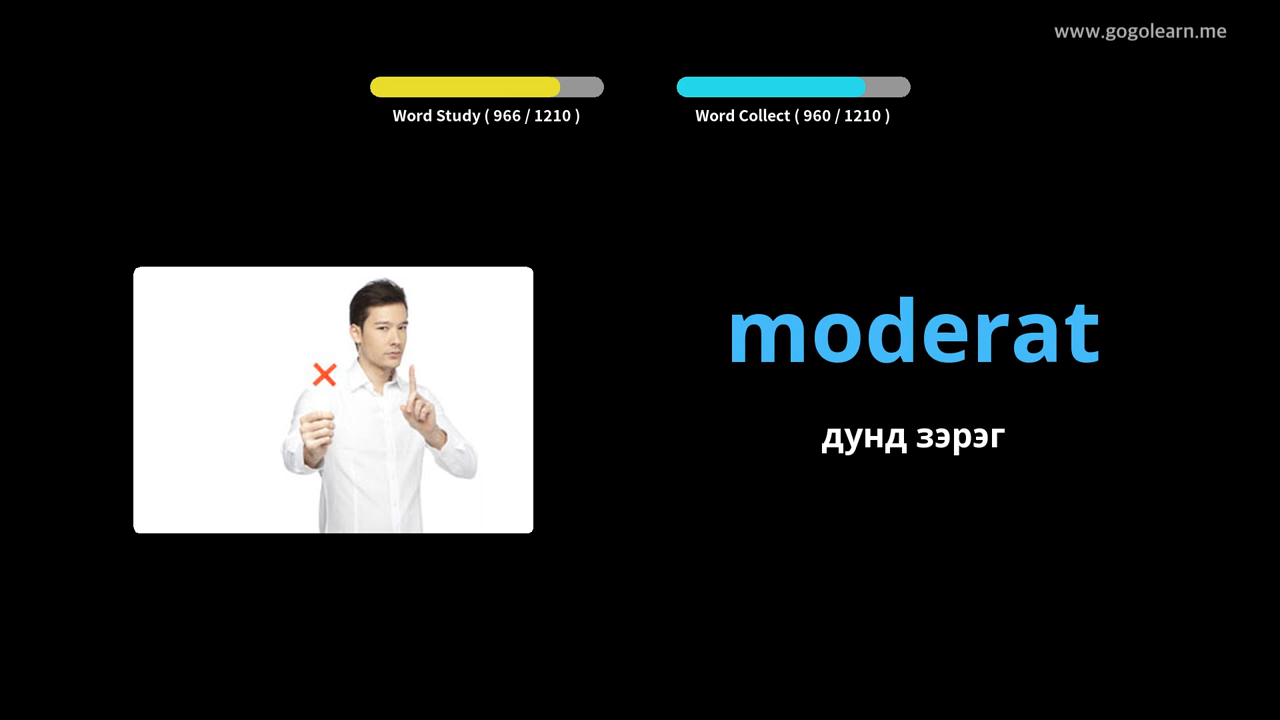 www.gogolearn.me
Word Study ( 966 / 1210 )
Word Collect ( 960 / 1210 )
moderat
дунд зэрэг